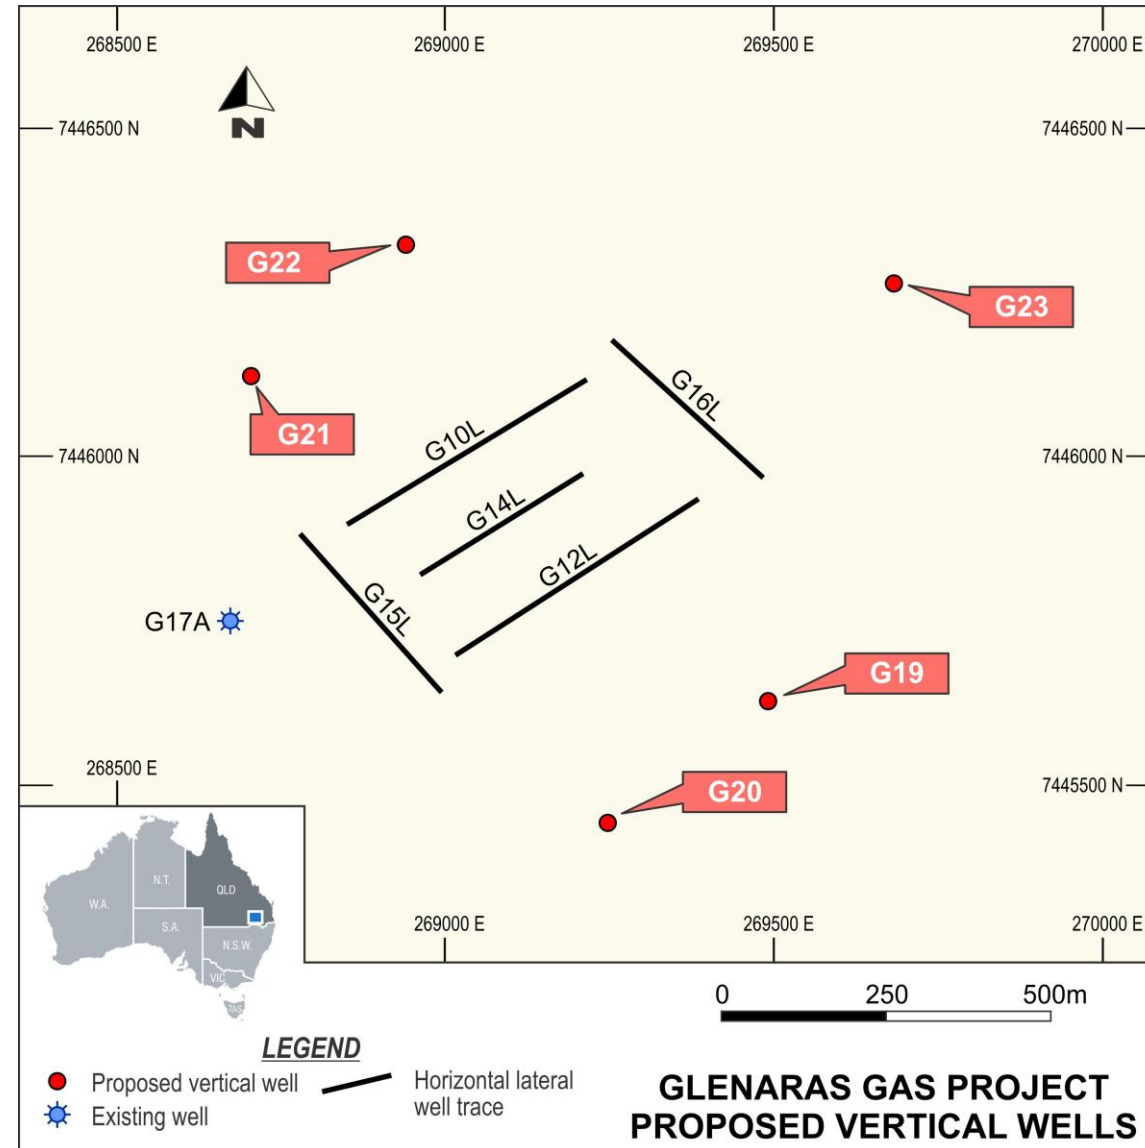 268500 E
269000 E
269500 E
270000 E
N
7446500 N
7446500 N
G22
G23
G21
G16L
G10L
7446000 N
7446000 N
G14L
G12L
G15L
G17A
G19
268500 E
G20
7445500 N
269000 E
269500 E
270000 E
W.A.
N.T.
QLD
S.A.
N.S.W.
VIC
TAS
0 250 500m
LEGEND
Proposed vertical well
Existing well
Horizontal lateral
well trace
GLENARAS GAS PROJECT
PROPOSED VERTICAL WELLS